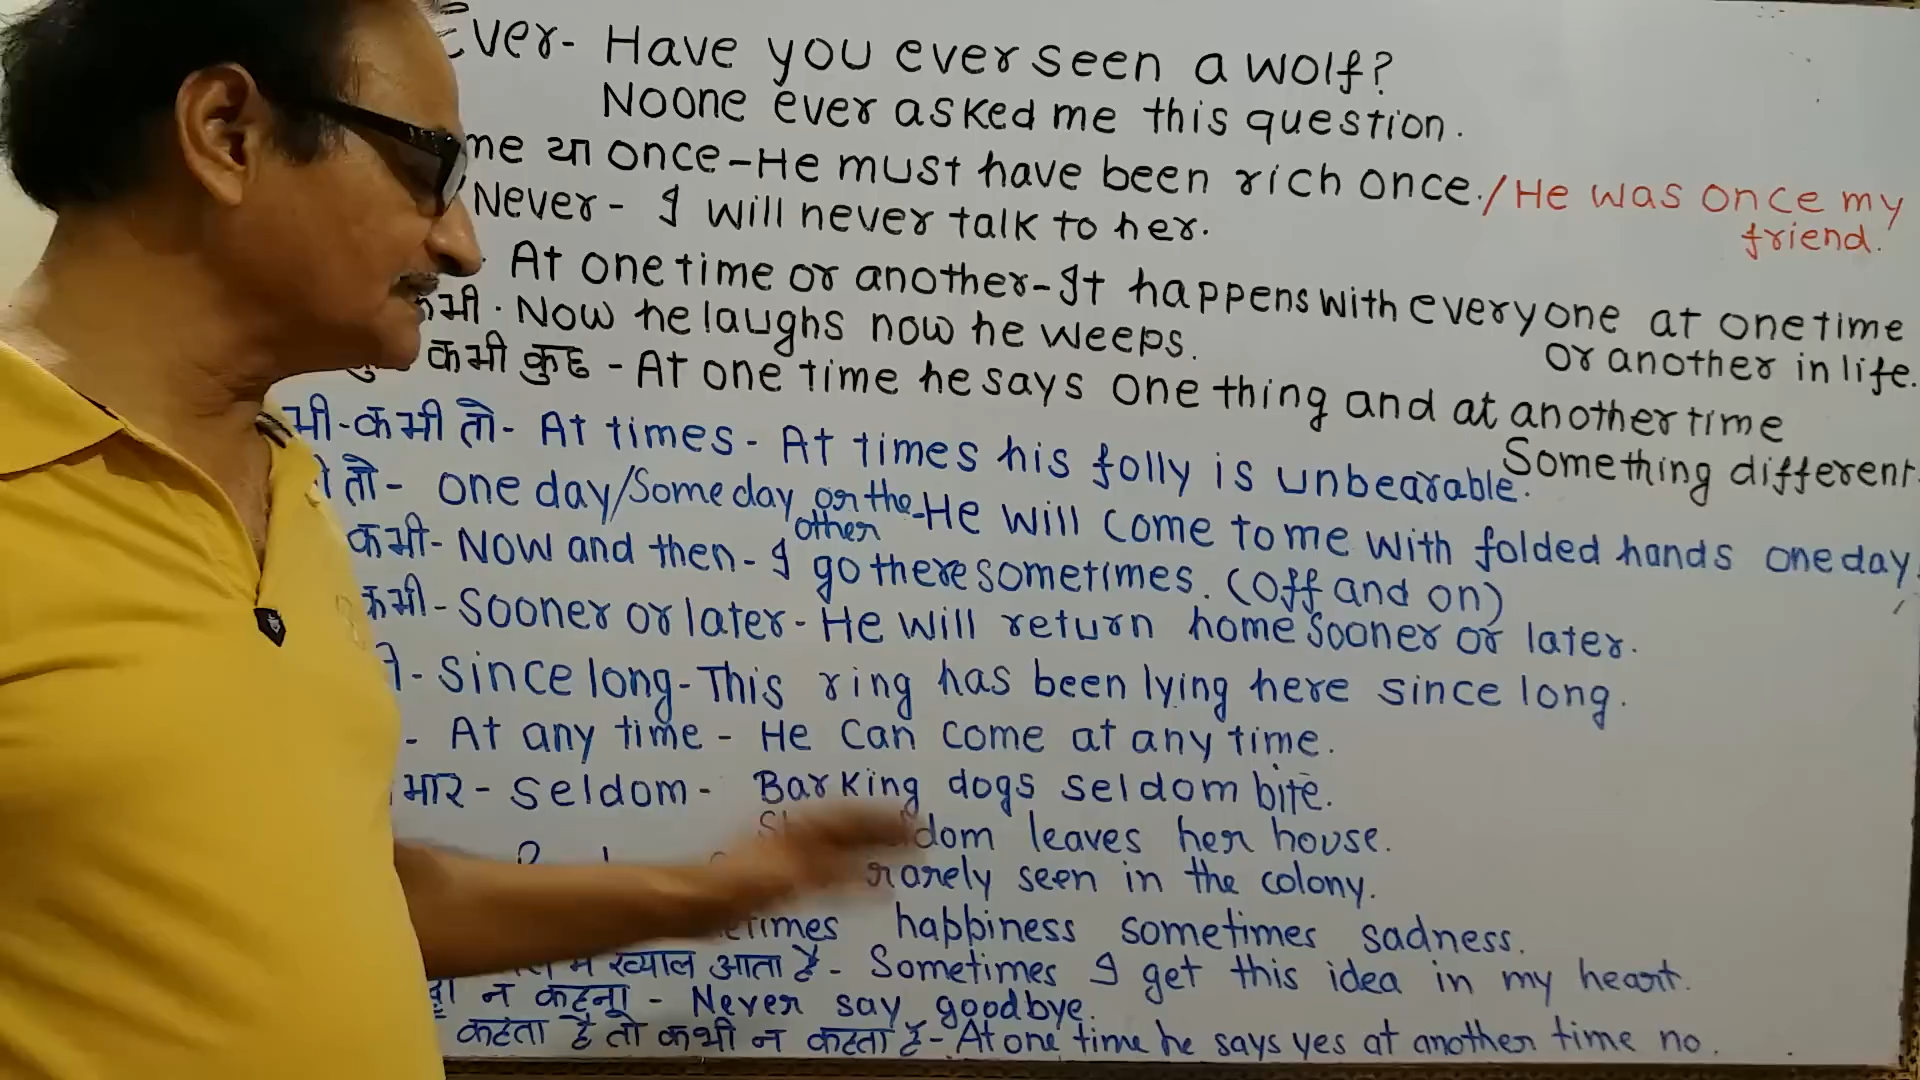 Ever- Have you ever seen a wolf?
Noone ever asked me this question.
me या once-He must have been rich once./He was once my
friend.
Never- I will never talk to her.
At one time or another-It happens with everyone at one time
or another in life.
कभी. Now he laughs now he weeps.
कभी कुछ - At one time he says one thing and at another time
Something different.
भी-कभी तो- At times- At times his folly is unbearable.
तो- one day/Some day or the other-He will come to me with folded hands one day.
कभी- Now and then- I go there sometimes. (Off and on)
कभी- Sooner or later- He will return home sooner or later.
- Since long- This ring has been lying here since long.
- At any time - He can come at any time.
भार- Seldom- Barking dogs seldom bite.
dom leaves her house.
rarely seen in the colony.
etimes happiness sometimes sadness.
में ख्याल आता है- Sometimes I get this idea in my heart.
न कहना - Never say goodbye.
कहता है तो कभी न कहता है- At one time he says yes at another time no.